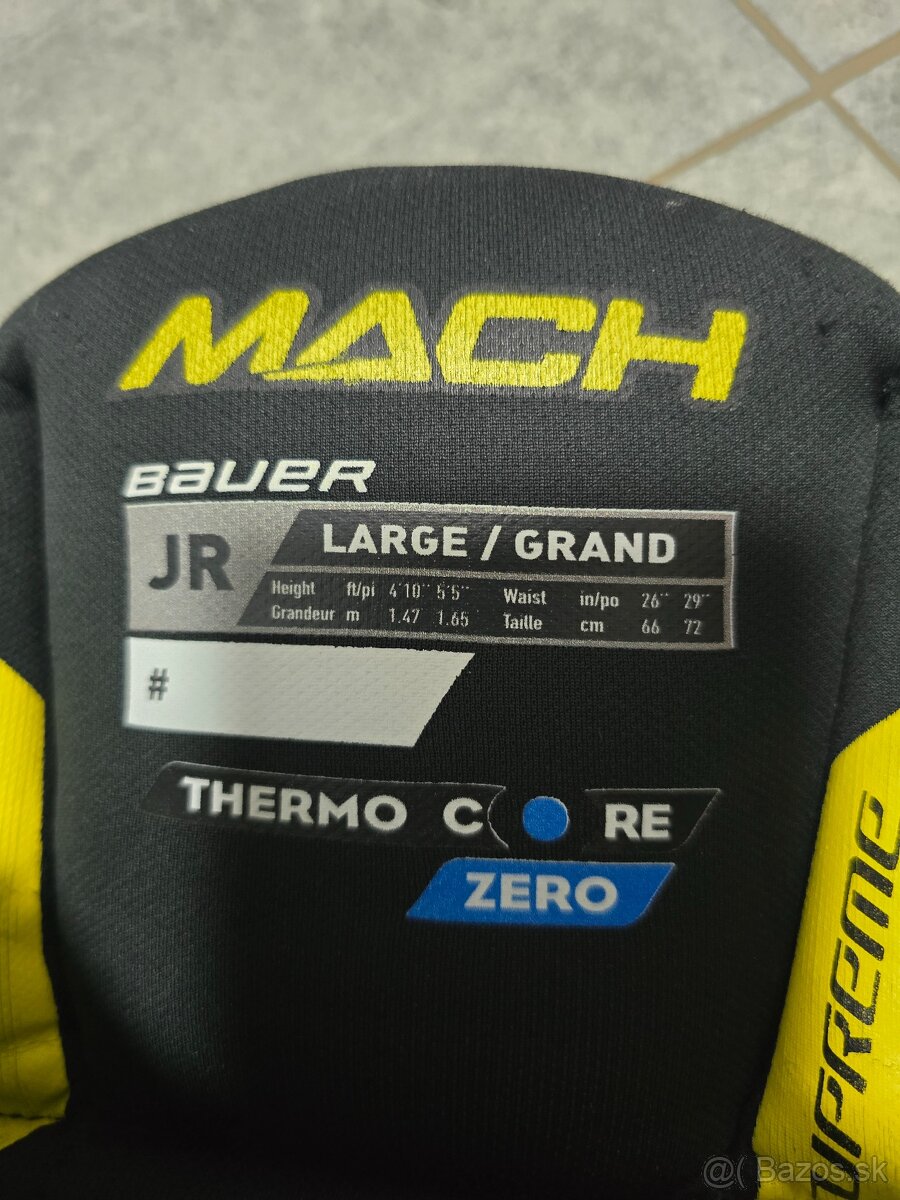 MACH
BAUER
JR
LARGE / GRAND
Height ft/pi 4'10" 5'5" Waist in/po 26" 29"
Grandeur m 1.47 1.65 Taille cm 66 72
#
THERMO CORE
ZERO
UPREME
@( Bazos.sk